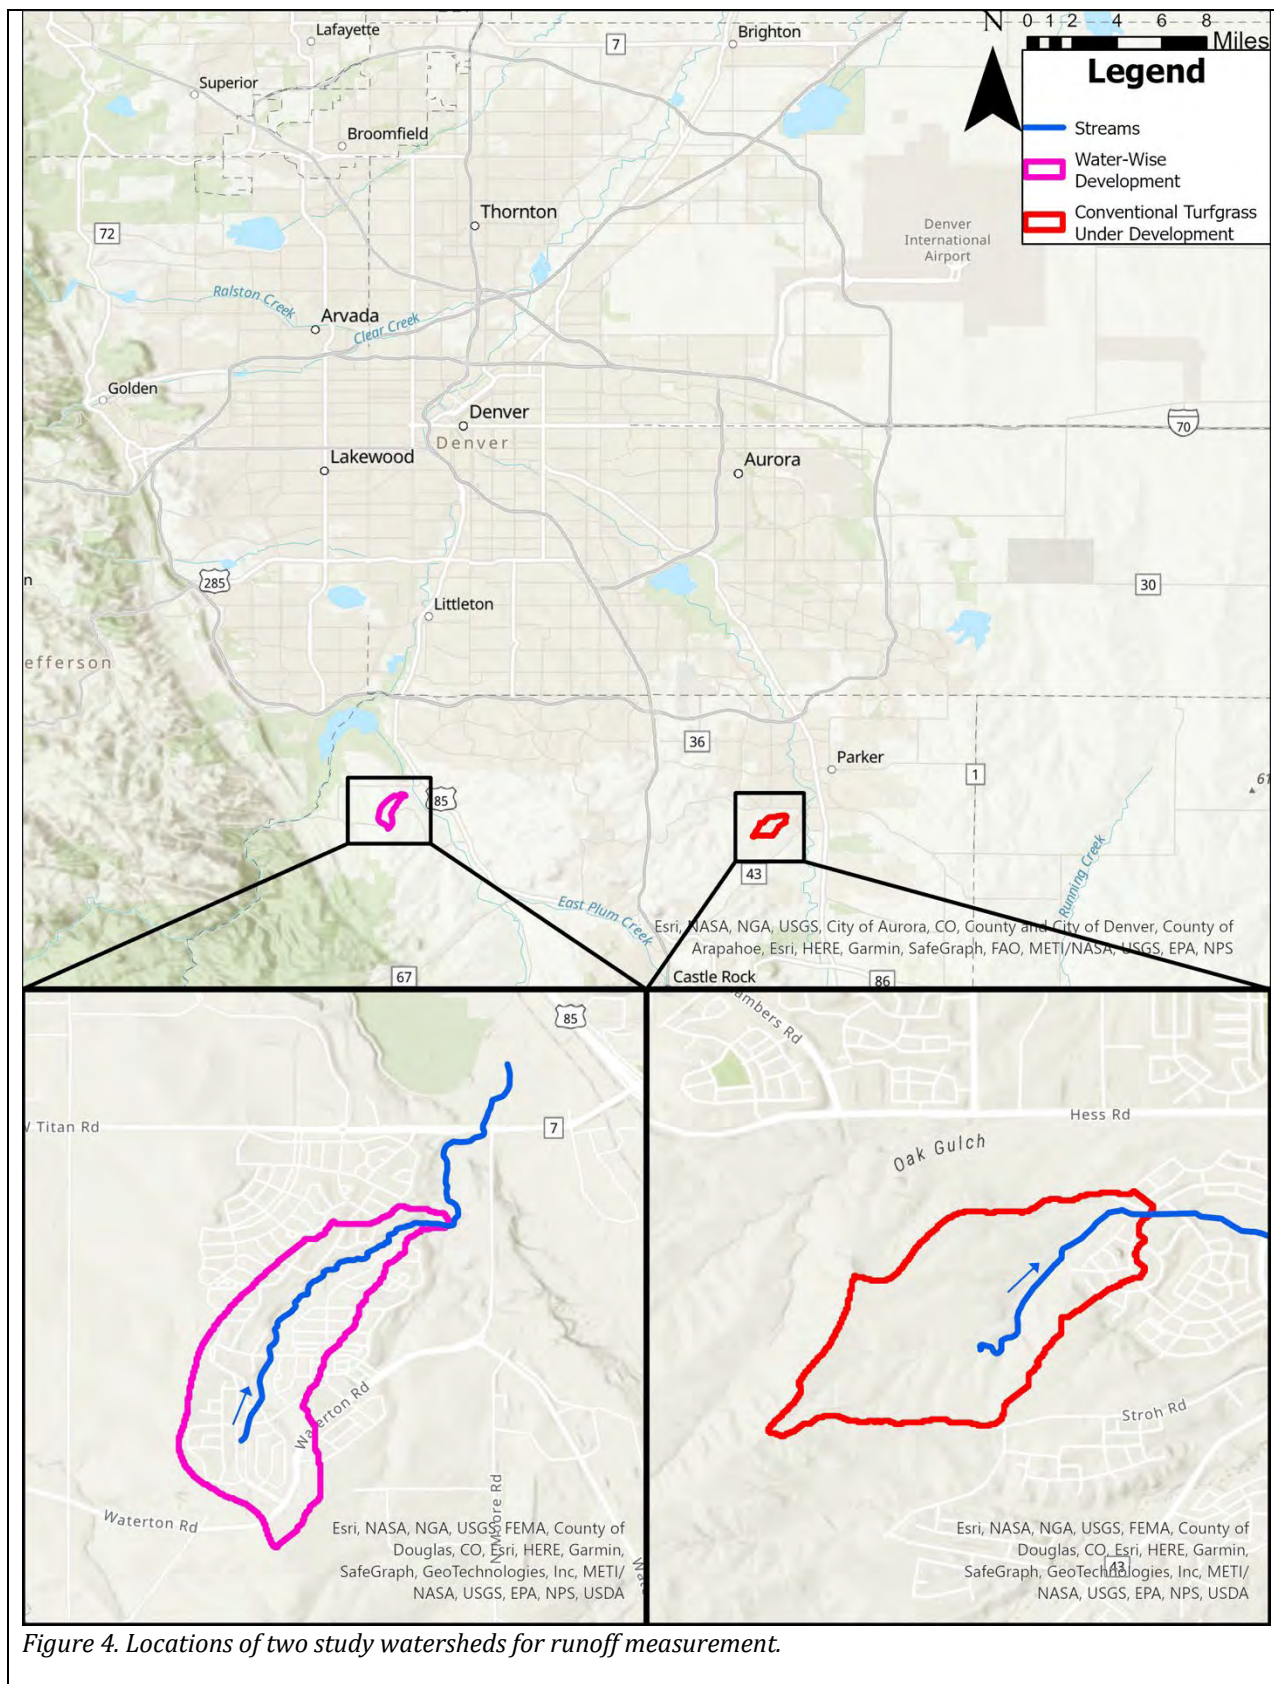 Lafayette
7
Brighton
N
0 1 2 4 6 8
Miles
Legend
Streams
Water-Wise
Development
Conventional Turfgrass
Under Development
Superior
Broomfield
Thornton
72
Denver
International
Airport
Ralston Creek
Arvada
Clear Creek
Golden
Denver
Denver
70
Lakewood
Aurora
285
30
Littleton
efferson
36
Parker
1
61
85
43
Running Creek
East Plum Creek
Esri, NASA, NGA, USGS, City of Aurora, CO, County and City of Denver, County of
Arapahoe, Esri, HERE, Garmin, SafeGraph, FAO, METI/NASA, USGS, EPA, NPS
67
Castle Rock
86
85
W Titan Rd
7
Waterton Rd
Waterton Rd
N Moore Rd
Esri, NASA, NGA, USGS, FEMA, County of
Douglas, CO, Esri, HERE, Garmin,
SafeGraph, GeoTechnologies, Inc, METI/
NASA, USGS, EPA, NPS, USDA
ambers Rd
Hess Rd
Oak Gulch
Stroh Rd
43
Esri, NASA, NGA, USGS, FEMA, County of
Douglas, CO, Esri, HERE, Garmin,
SafeGraph, GeoTechnologies, Inc, METI/
NASA, USGS, EPA, NPS, USDA
Figure 4. Locations of two study watersheds for runoff measurement.